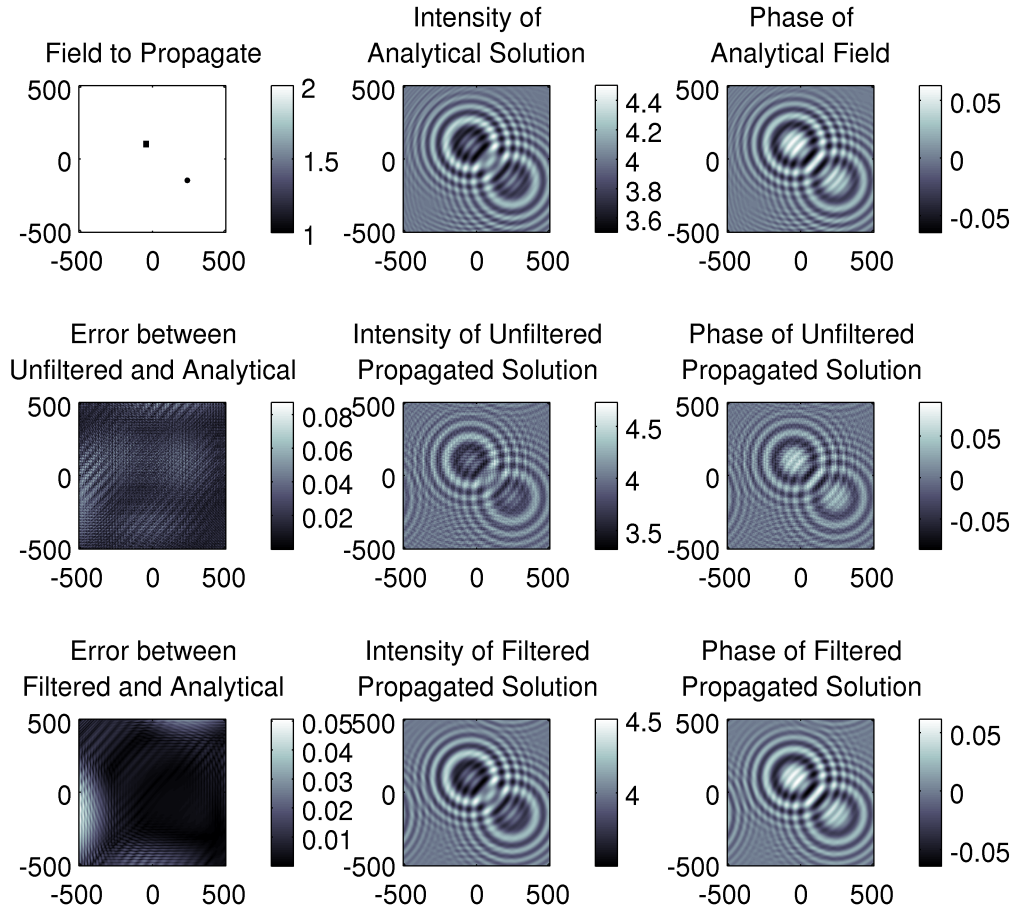 Field to Propagate
500
0
-500
-500 0 500
2
1.5
1
Intensity of
Analytical Solution
500
0
-500
-500 0 500
4.4
4.2
4
3.8
3.6
Phase of
Analytical Field
500
0
-500
-500 0 500
0.05
0
-0.05
Error between
Unfiltered and Analytical
500
0
-500
-500 0 500
0.08
0.06
0.04
0.02
Intensity of Unfiltered
Propagated Solution
500
0
-500
-500 0 500
4.5
4
3.5
Phase of Unfiltered
Propagated Solution
500
0
-500
-500 0 500
0.05
0
-0.05
Error between
Filtered and Analytical
500
0
-500
-500 0 500
0.05
0.04
0.03
0.02
0.01
Intensity of Filtered
Propagated Solution
500
0
-500
-500 0 500
4.5
4
Phase of Filtered
Propagated Solution
500
0
-500
-500 0 500
0.05
0
-0.05